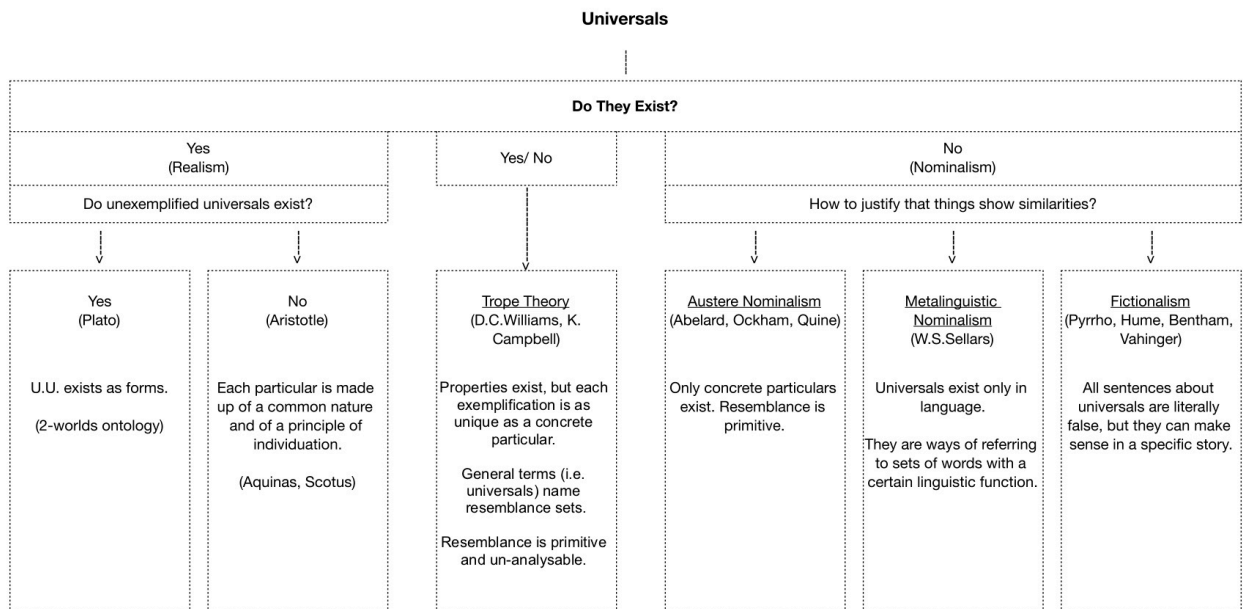 Universals
Do They Exist?
Yes
(Realism)
Yes/ No
No
(Nominalism)
Do unexemplified universals exist?
How to justify that things show similarities?
Yes
(Plato)
U.U. exists as forms.
(2-worlds ontology)
No
(Aristotle)
Each particular is made
up of a common nature
and of a principle of
individuation.
(Aquinas, Scotus)
Trope Theory
(D.C.Williams, K.
Campbell)
Properties exist, but each
exemplification is as
unique as a concrete
particular.
General terms (i.e.
universals) name
resemblance sets.
Resemblance is primitive
and un-analysable.
Austere Nominalism
(Abelard, Ockham, Quine)
Only concrete particulars
exist. Resemblance is
primitive.
Metalinguistic
Nominalism
(W.S.Sellars)
Universals exist only in
language.
They are ways of referring
to sets of words with a
certain linguistic function.
Fictionalism
(Pyrrho, Hume, Bentham,
Vahinger)
All sentences about
universals are literally
false, but they can make
sense in a specific story.